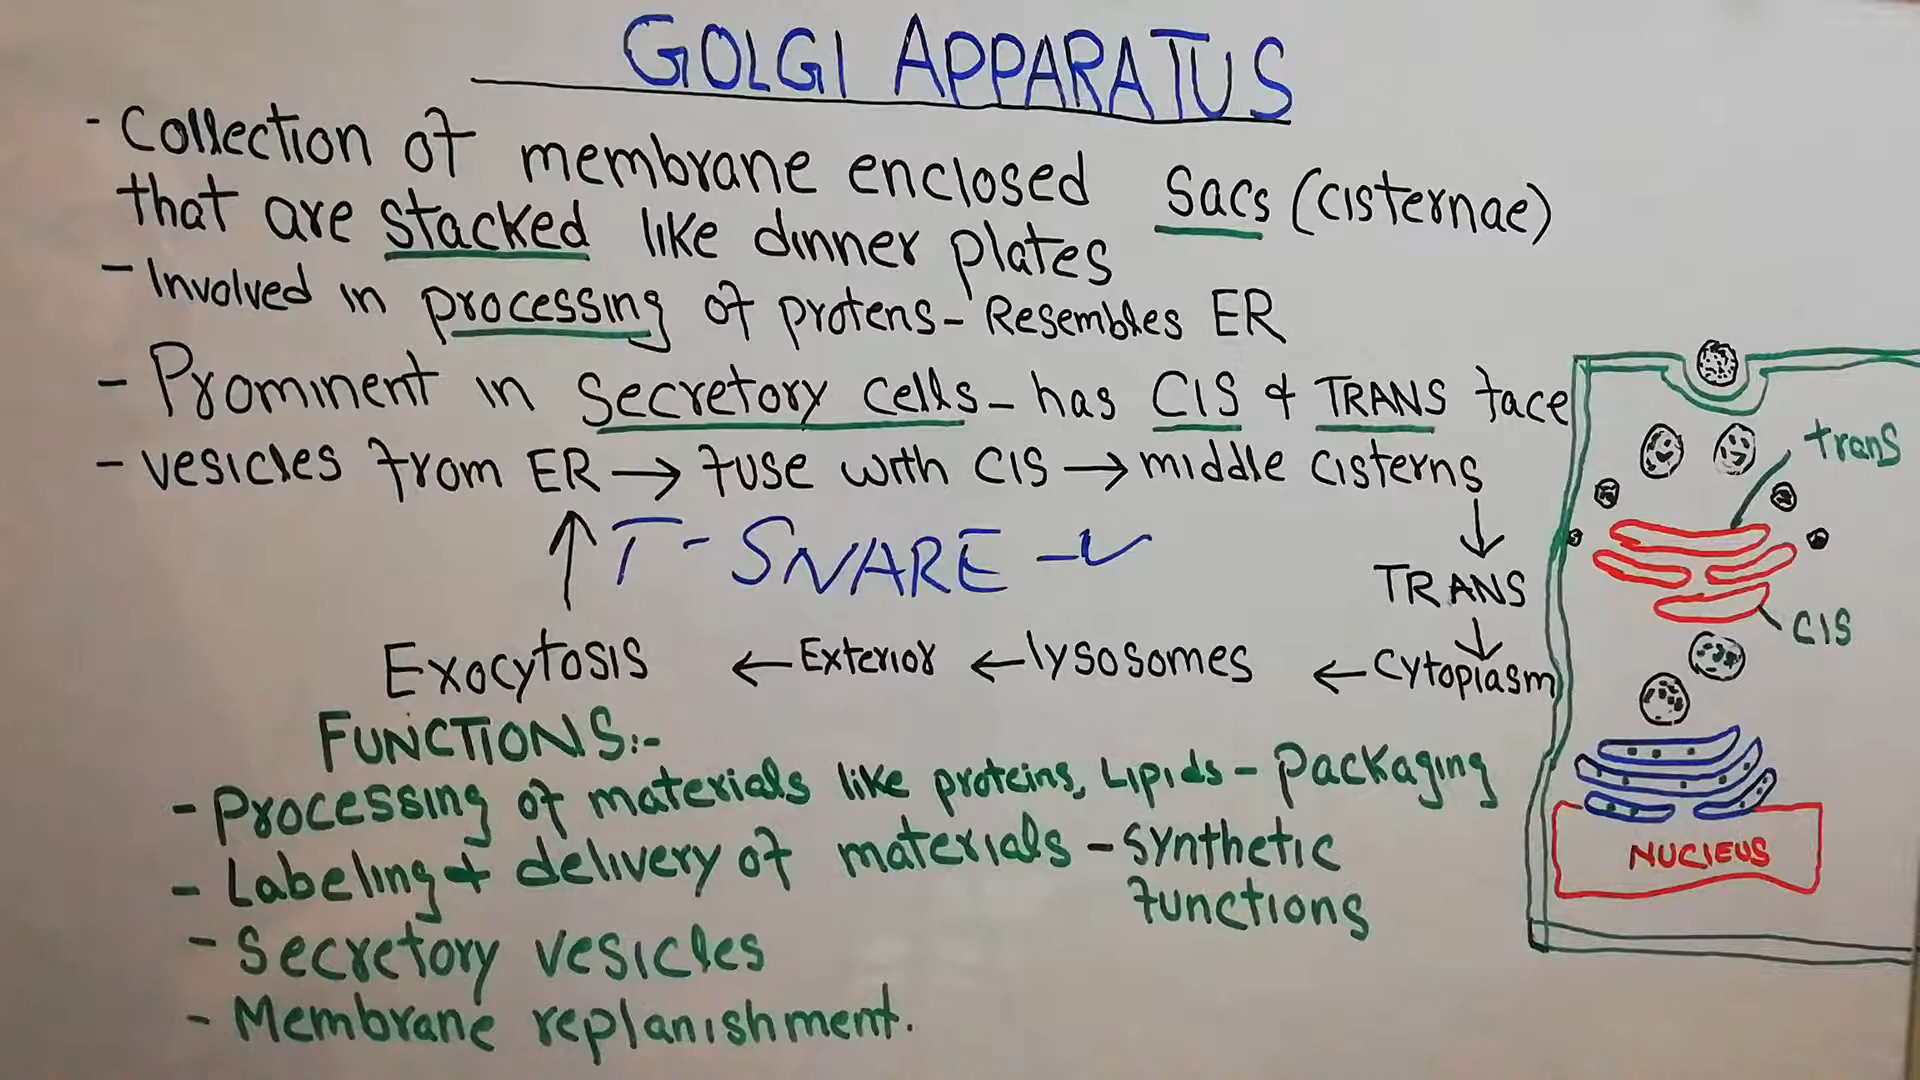 GOLGI APPARATUS
- Collection of membrane enclosed sacs (cisternae)
that are stacked like dinner plates
- Involved in processing of protens - Resembles ER
- Prominent in secretory cells - has CIS & TRANS face
- vesicles from ER → fuse with CIS → middle cisterns
↑ T - SNARE - ✓
↓
TRANS
↓
Exocytosis ← Exterior ← lysosomes ← cytoplasm
FUNCTIONS:-
- Processing of materials like proteins, Lipids - packaging
- Labeling & delivery of materials - synthetic
functions
- Secretory vesicles
- Membrane replanishment.
trans
CIS
NUCLEUS